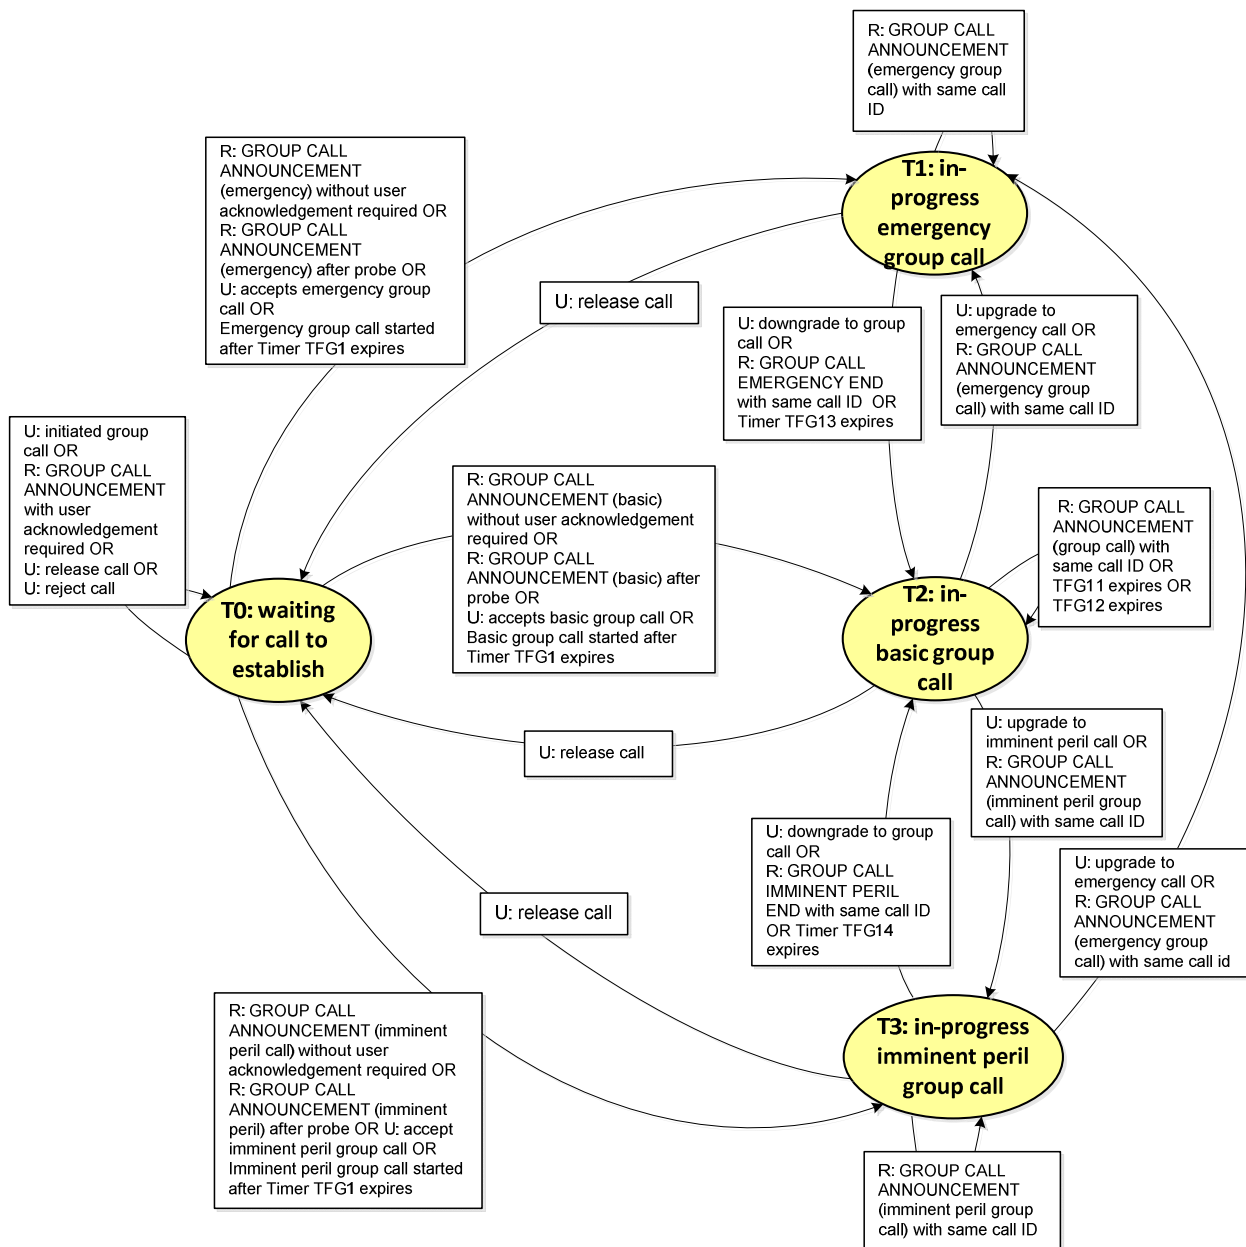 R: GROUP CALL
ANNOUNCEMENT
(emergency group
call) with same call
ID
R: GROUP CALL
ANNOUNCEMENT
(emergency) without user
acknowledgement required OR
R: GROUP CALL
ANNOUNCEMENT
(emergency) after probe OR
U: accepts emergency group
call OR
Emergency group call started
after Timer TFG1 expires
T1: in-
progress
emergency
group call
U: release call
U: downgrade to group
call OR
R: GROUP CALL
EMERGENCY END
with same call ID OR
Timer TFG13 expires
U: upgrade to
emergency call OR
R: GROUP CALL
ANNOUNCEMENT
(emergency group
call) with same call ID
U: initiated group
call OR
R: GROUP CALL
ANNOUNCEMENT
with user
acknowledgement
required OR
U: release call OR
U: reject call
R: GROUP CALL
ANNOUNCEMENT (basic)
without user acknowledgement
required OR
R: GROUP CALL
ANNOUNCEMENT (basic) after
probe OR
U: accepts basic group call OR
Basic group call started after
Timer TFG1 expires
R: GROUP CALL
ANNOUNCEMENT
(group call) with
same call ID OR
TFG11 expires OR
TFG12 expires
T0: waiting
for call to
establish
T2: in-
progress
basic group
call
U: release call
U: upgrade to
imminent peril call OR
R: GROUP CALL
ANNOUNCEMENT
(imminent peril group
call) with same call ID
U: downgrade to group
call OR
R: GROUP CALL
IMMINENT PERIL
END with same call ID
OR Timer TFG14
expires
U: upgrade to
emergency call OR
R: GROUP CALL
ANNOUNCEMENT
(emergency group
call) with same call id
U: release call
R: GROUP CALL
ANNOUNCEMENT (imminent
peril call) without user
acknowledgement required OR
R: GROUP CALL
ANNOUNCEMENT (imminent
peril) after probe OR U: accept
imminent peril group call OR
Imminent peril group call started
after Timer TFG1 expires
T3: in-progress
imminent peril
group call
R: GROUP CALL
ANNOUNCEMENT
(imminent peril group
call) with same call ID